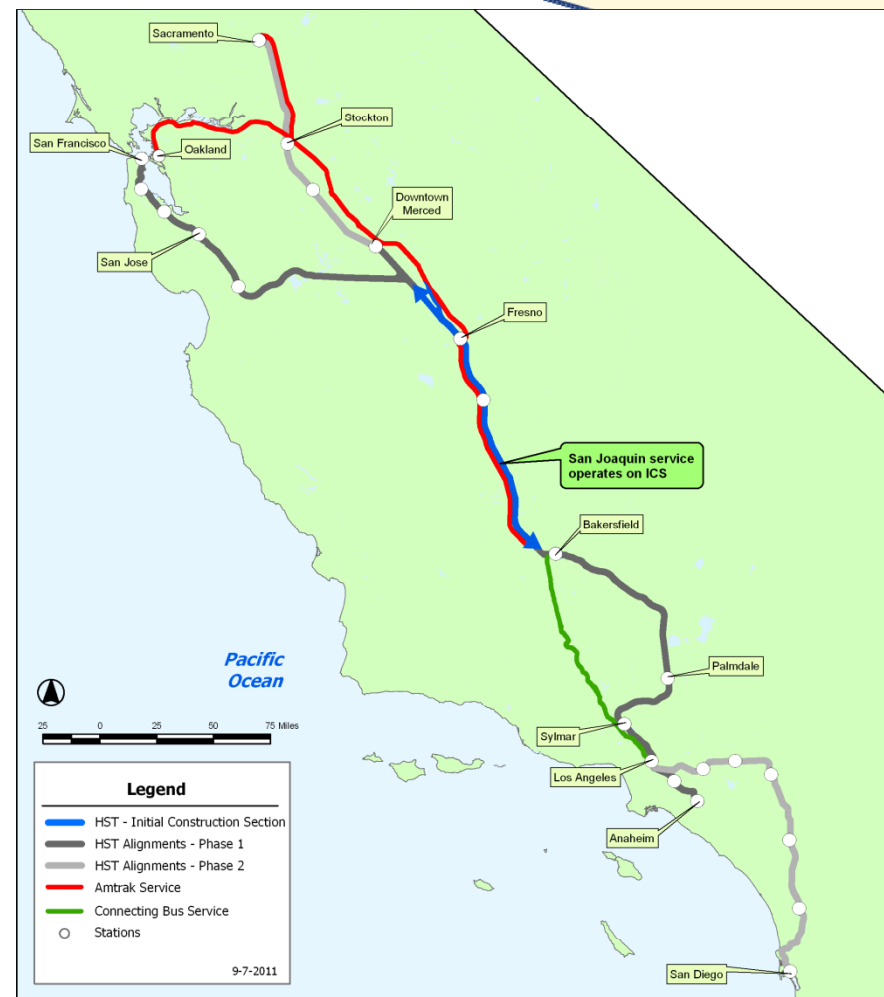 Sacramento
Stockton
San Francisco
Oakland
Downtown
Merced
San Jose
Fresno
San Joaquin service
operates on ICS
Bakersfield
Pacific
Ocean
Palmdale
25 0 25 50 75 Miles
Sylmar
Los Angeles
Anaheim
San Diego
Legend
HST - Initial Construction Section
HST Alignments - Phase 1
HST Alignments - Phase 2
Amtrak Service
Connecting Bus Service
Stations
9-7-2011